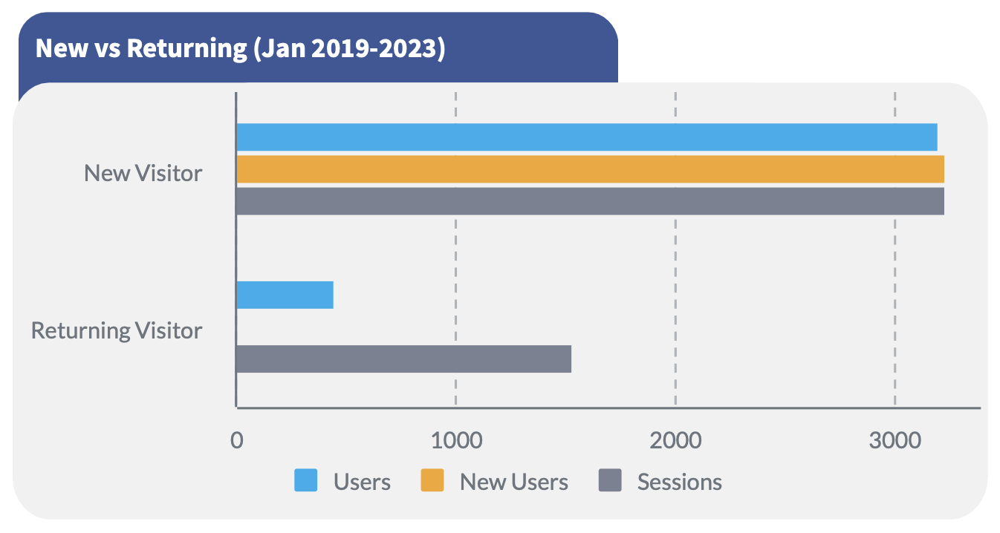 New vs Returning (Jan 2019-2023)
New Visitor
Returning Visitor
0 1000 2000 3000
Users New Users Sessions